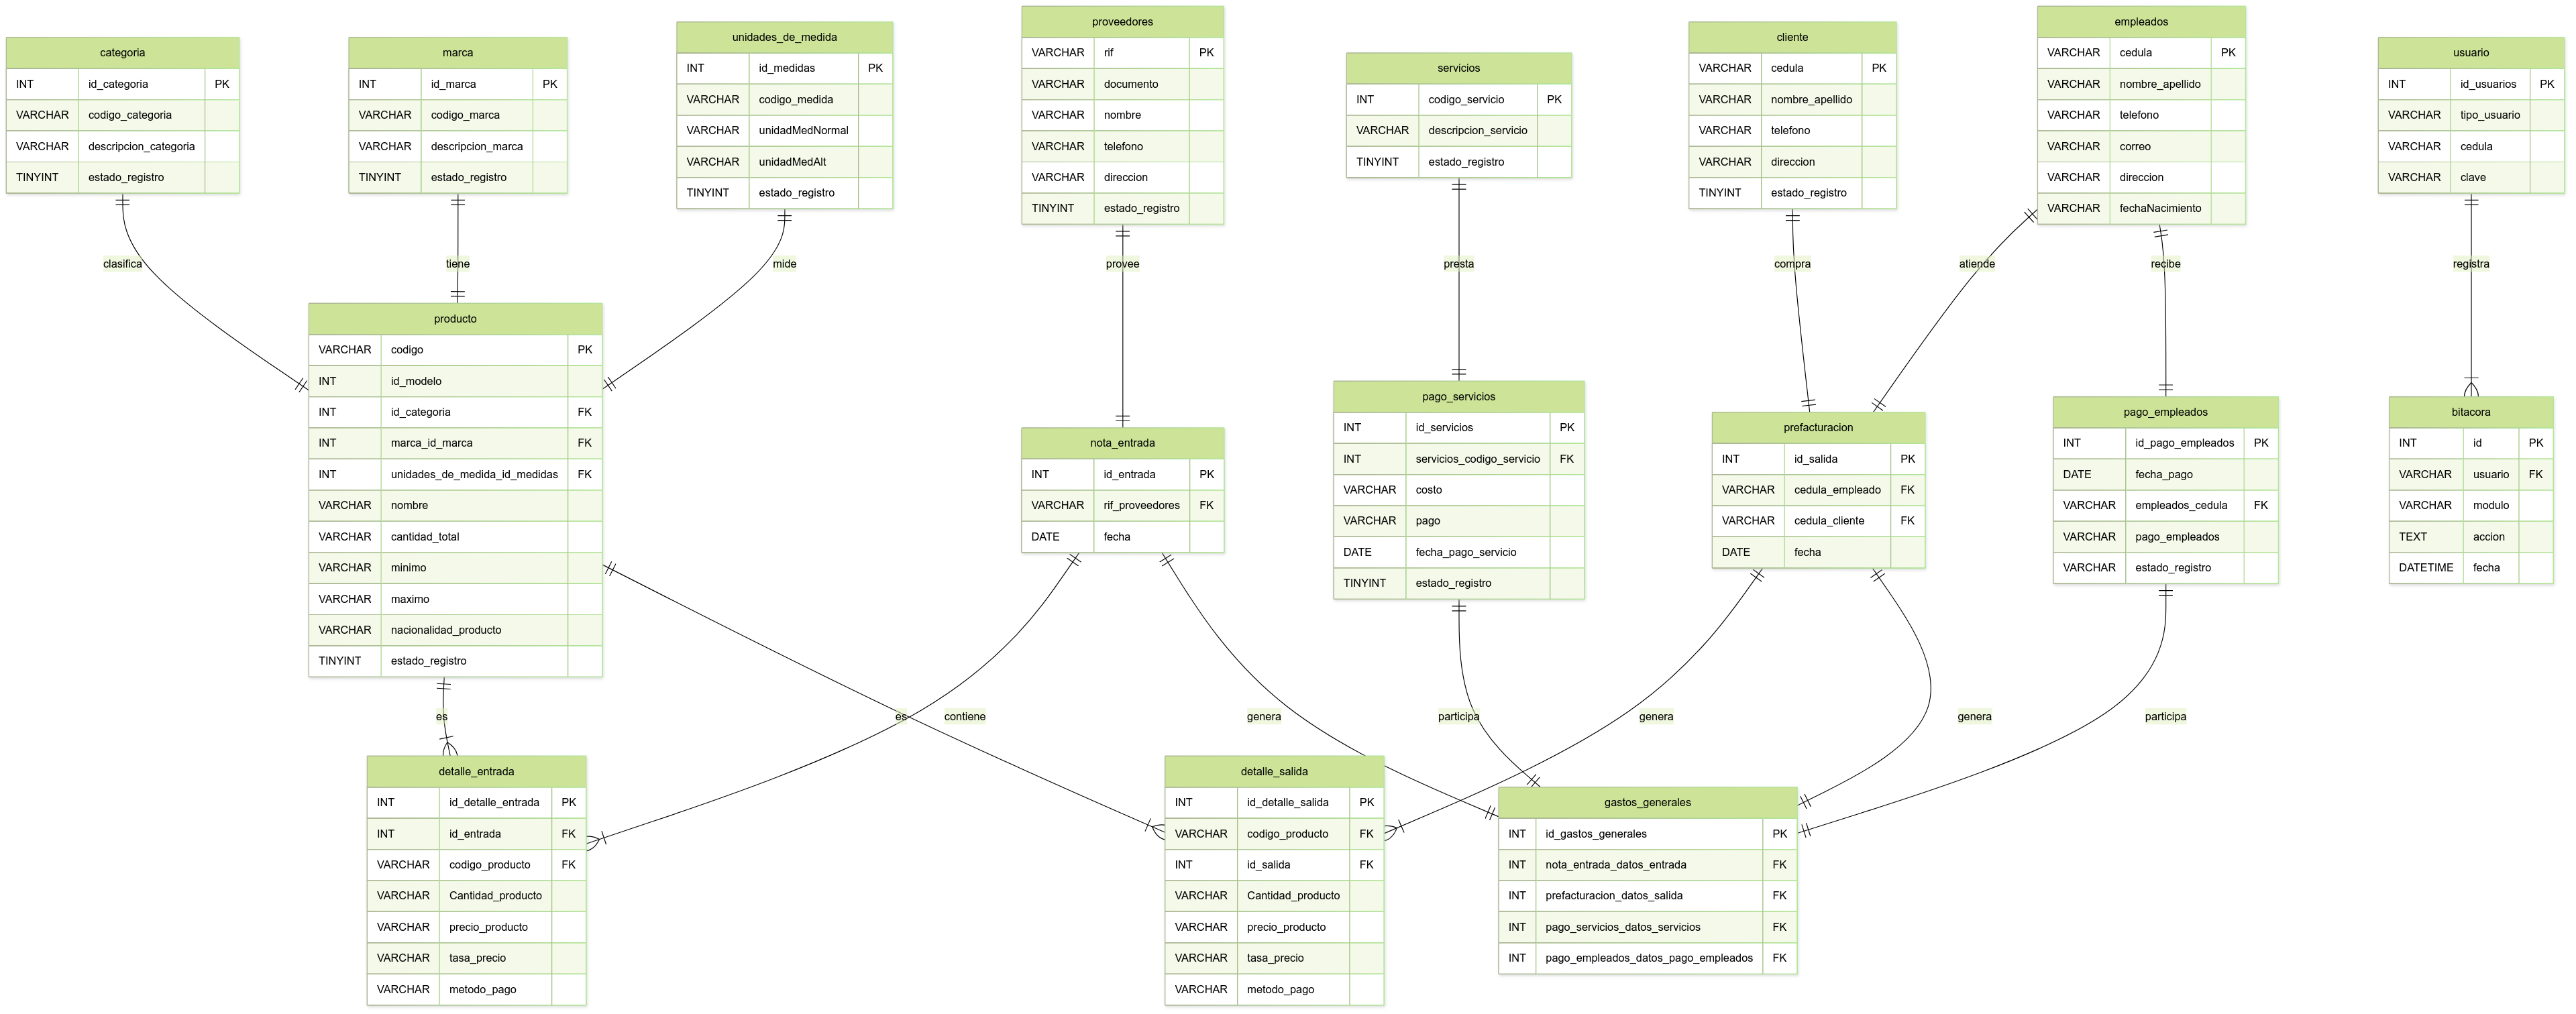 categoria
INT id_categoria PK
VARCHAR codigo_categoria
VARCHAR descripcion_categoria
TINYINT estado_registro
marca
INT id_marca PK
VARCHAR codigo_marca
VARCHAR descripcion_marca
TINYINT estado_registro
unidades_de_medida
INT id_medidas PK
VARCHAR codigo_medida
VARCHAR unidadMedNormal
VARCHAR unidadMedAlt
TINYINT estado_registro
proveedores
VARCHAR rif PK
VARCHAR documento
VARCHAR nombre
VARCHAR telefono
VARCHAR direccion
TINYINT estado_registro
servicios
INT codigo_servicio PK
VARCHAR descripcion_servicio
TINYINT estado_registro
cliente
VARCHAR cedula PK
VARCHAR nombre_apellido
VARCHAR telefono
VARCHAR direccion
TINYINT estado_registro
empleados
VARCHAR cedula PK
VARCHAR nombre_apellido
VARCHAR telefono
VARCHAR correo
VARCHAR direccion
VARCHAR fechaNacimiento
usuario
INT id_usuarios PK
VARCHAR tipo_usuario
VARCHAR cedula
VARCHAR clave
clasifica
tiene
mide
provee
presta
compra
atiende
recibe
registra
producto
VARCHAR codigo PK
INT id_modelo
INT id_categoria FK
INT marca_id_marca FK
INT unidades_de_medida_id_medidas FK
VARCHAR nombre
VARCHAR cantidad_total
VARCHAR minimo
VARCHAR maximo
VARCHAR nacionalidad_producto
TINYINT estado_registro
nota_entrada
INT id_entrada PK
VARCHAR rif_proveedores FK
DATE fecha
pago_servicios
INT id_servicios PK
INT servicios_codigo_servicio FK
VARCHAR costo
VARCHAR pago
DATE fecha_pago_servicio
TINYINT estado_registro
prefacturacion
INT id_salida PK
VARCHAR cedula_empleado FK
VARCHAR cedula_cliente FK
DATE fecha
pago_empleados
INT id_pago_empleados PK
DATE fecha_pago
VARCHAR empleados_cedula FK
VARCHAR pago_empleados
VARCHAR estado_registro
bitacora
INT id PK
VARCHAR usuario FK
VARCHAR modulo
TEXT accion
DATETIME fecha
es
es
contiene
genera
participa
genera
genera
participa
detalle_entrada
INT id_detalle_entrada PK
INT id_entrada FK
VARCHAR codigo_producto FK
VARCHAR Cantidad_producto
VARCHAR precio_producto
VARCHAR tasa_precio
VARCHAR metodo_pago
detalle_salida
INT id_detalle_salida PK
VARCHAR codigo_producto FK
INT id_salida FK
VARCHAR Cantidad_producto
VARCHAR precio_producto
VARCHAR tasa_precio
VARCHAR metodo_pago
gastos_generales
INT id_gastos_generales PK
INT nota_entrada_datos_entrada FK
INT prefacturacion_datos_salida FK
INT pago_servicios_datos_servicios FK
INT pago_empleados_datos_pago_empleados FK